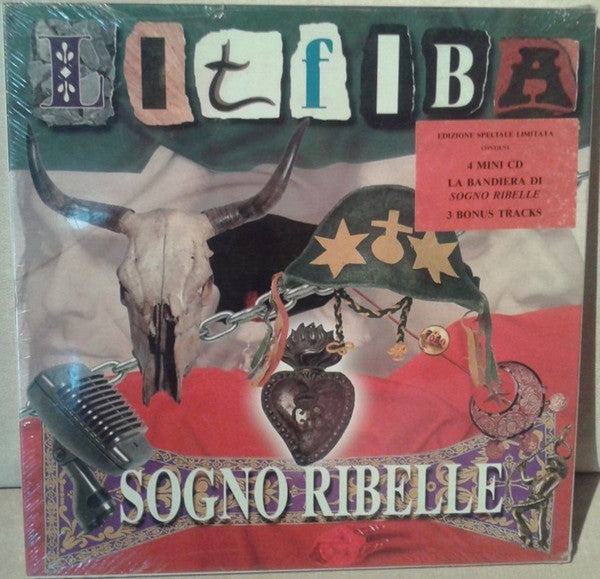 LITFIBA
EDIZIONE SPECIALE LIMITATA
CONTIENE
4 MINI CD
LA BANDIERA DI
SOGNO RIBELLE
3 BONUS TRACKS
SOGNO RIBELLE